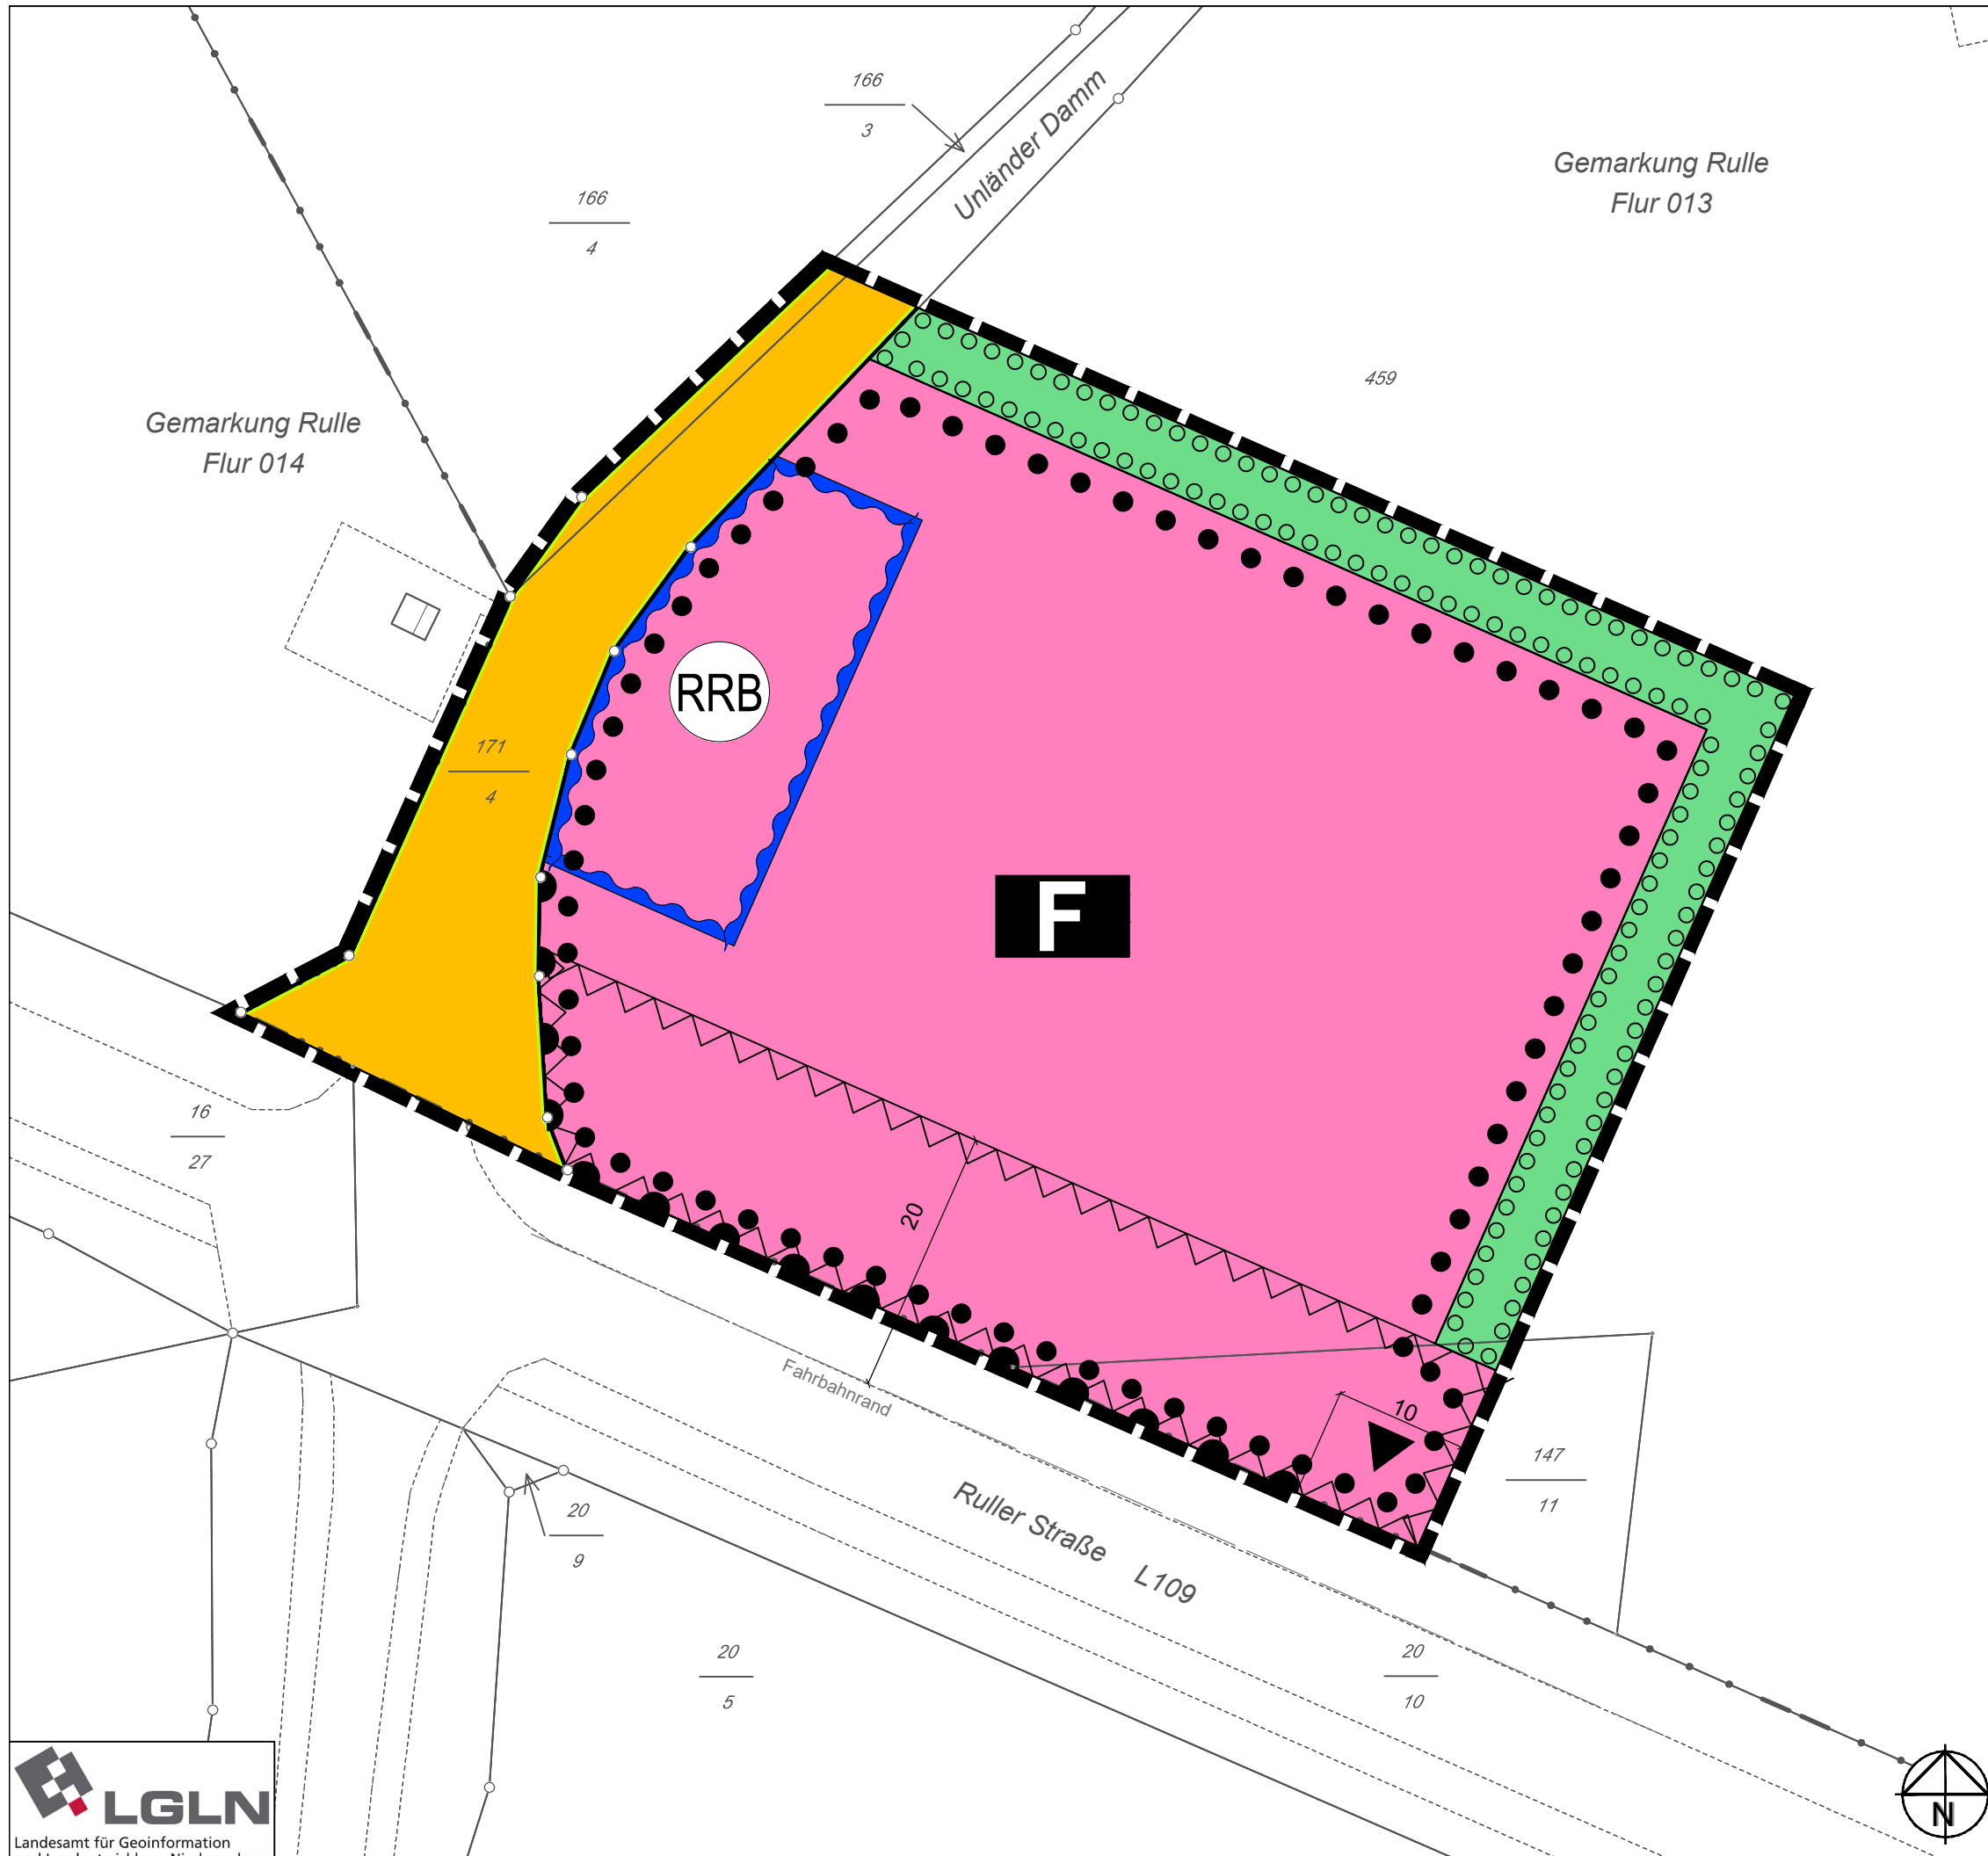 166
3
Unländer Damm
Gemarkung Rulle
Flur 013
166
4
459
Gemarkung Rulle
Flur 014
RRB
171
4
F
16
27
20
Fahrbahnrand
10
147
11
Ruller Straße L109
20
9
20
5
20
10
LGLN
Landesamt für Geoinformation
N